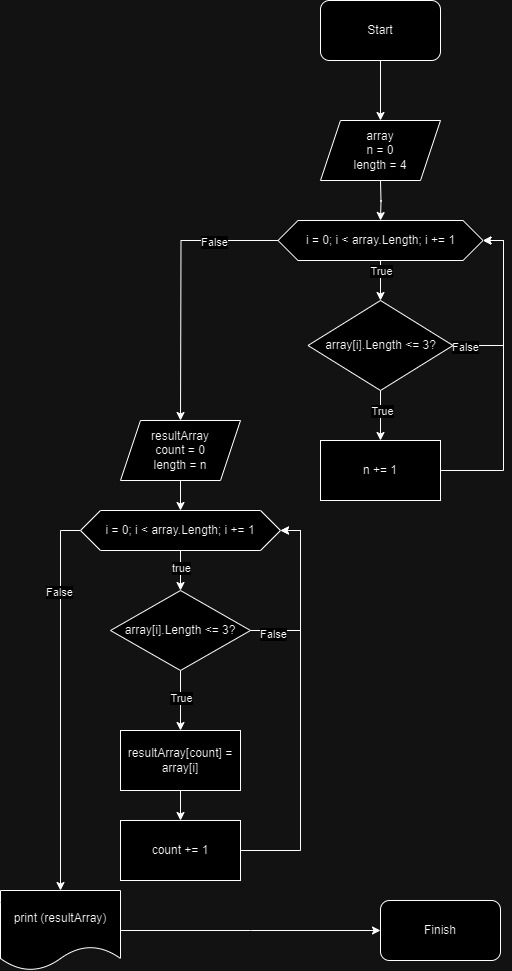 Start
array
n = 0
length = 4
i = 0; i < array.Length; i += 1
False
True
array[i].Length <= 3?
False
True
n += 1
resultArray
count = 0
length = n
i = 0; i < array.Length; i += 1
true
False
array[i].Length <= 3?
False
True
resultArray[count] =
array[i]
count += 1
print (resultArray)
Finish